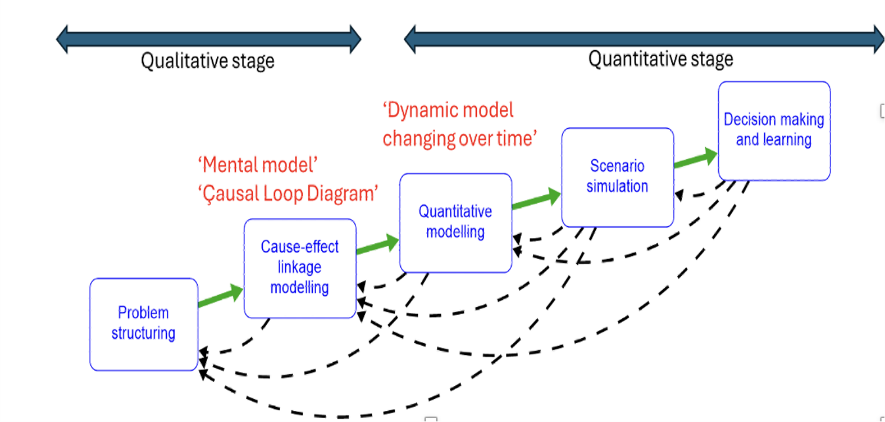 Qualitative stage
Quantitative stage
‘Dynamic model
changing over time’
Decision making
and learning
‘Mental model’
‘Çausal Loop Diagram’
Scenario
simulation
Quantitative
modelling
Cause-effect
linkage
modelling
Problem
structuring